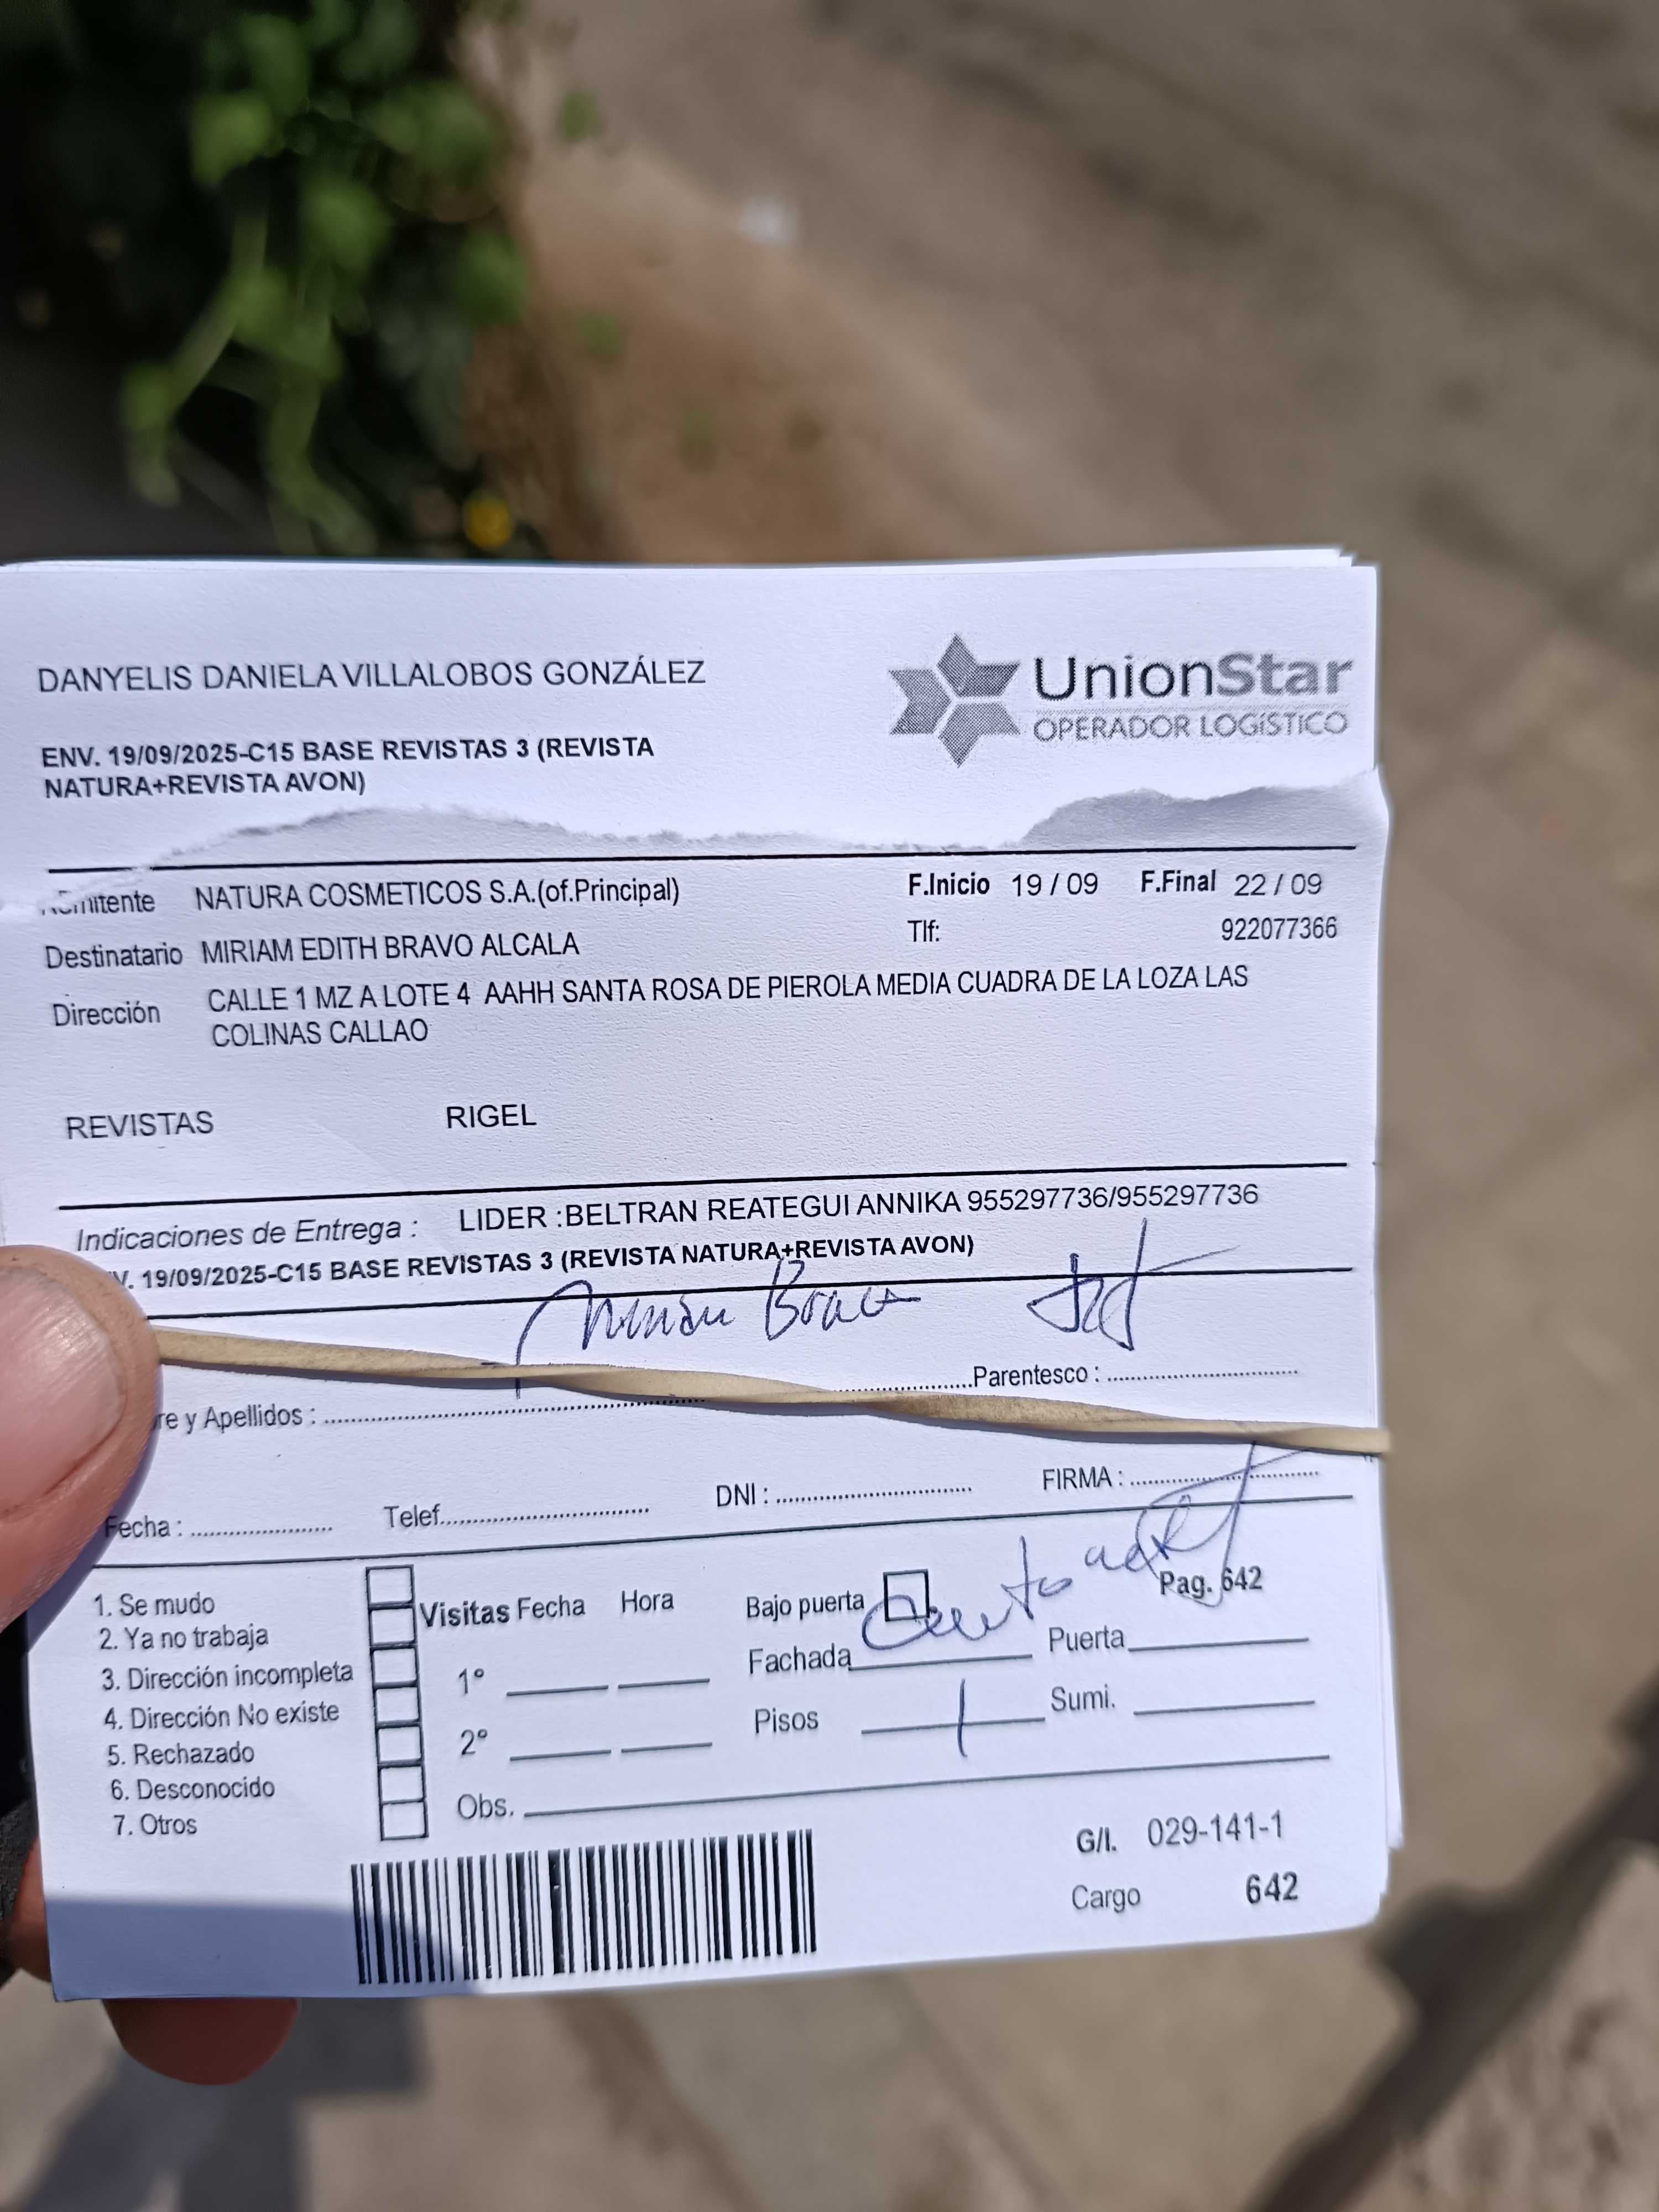 DANYELIS DANIELA VILLALOBOS GONZÁLEZ
UnionStar
OPERADOR LOGíSTICO
ENV. 19/09/2025-C15 BASE REVISTAS 3 (REVISTA
NATURA+REVISTA AVON)
NATURA COSMETICOS S.A.(of.Principal) F.Inicio 19 / 09 F.Final 22 / 09
Destinatario MIRIAM EDITH BRAVO ALCALA Tlf: 922077366
Dirección CALLE 1 MZ A LOTE 4 AAHH SANTA ROSA DE PIEROLA MEDIA CUADRA DE LA LOZA LAS
COLINAS CALLAO
REVISTAS RIGEL
Indicaciones de Entrega : LIDER :BELTRAN REATEGUI ANNIKA 955297736/955297736
V. 19/09/2025-C15 BASE REVISTAS 3 (REVISTA NATURA+REVISTA AVON)
Bravo
Parentesco :
re y Apellidos :
Fecha : Telef. DNI : FIRMA :
Pag. 642
1. Se mudo
2. Ya no trabaja
3. Dirección incompleta
4. Dirección No existe
5. Rechazado
6. Desconocido
7. Otros
Visitas Fecha Hora
1°
2°
Obs.
Bajo puerta
Fachada Puerta
Pisos 1 Sumi.
G/I. 029-141-1
Cargo 642